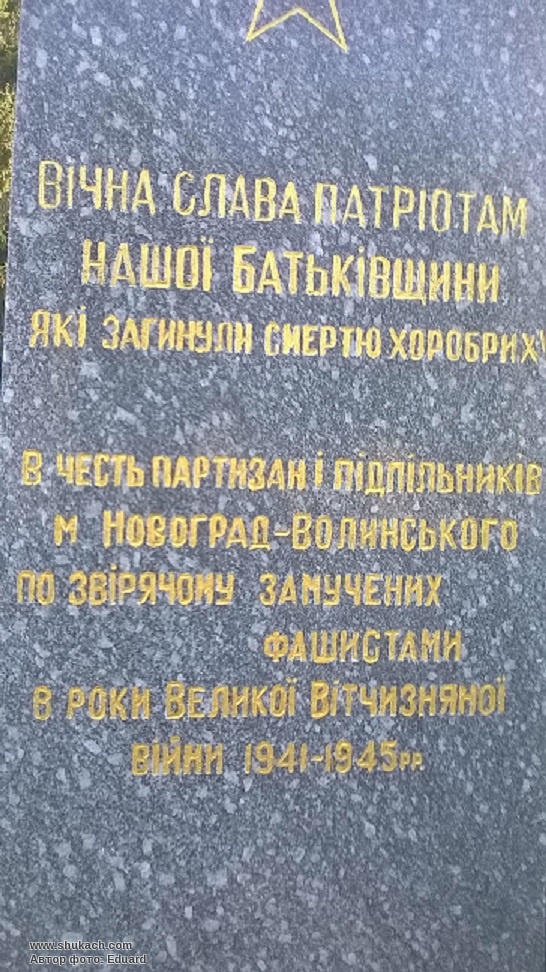 ВІЧНА СЛАВА ПАТРІОТАМ
НАШОЇ БАТЬКІВЩИНИ
ЯКІ ЗАГИНУЛИ СМЕРТЮ ХОРОБРИХ
В ЧЕСТЬ ПАРТИЗАН І ПІДПІЛЬНИКІВ
М НОВОГРАД-ВОЛИНСЬКОГО
ПО ЗВІРЯЧОМУ ЗАМУЧЕНИХ
ФАШИСТАМИ
В РОКИ ВЕЛИКОЇ ВІТЧИЗНЯНОЇ
ВІЙНИ 1941-1945РР.
www.shukach.com
Автор фото: Eduard